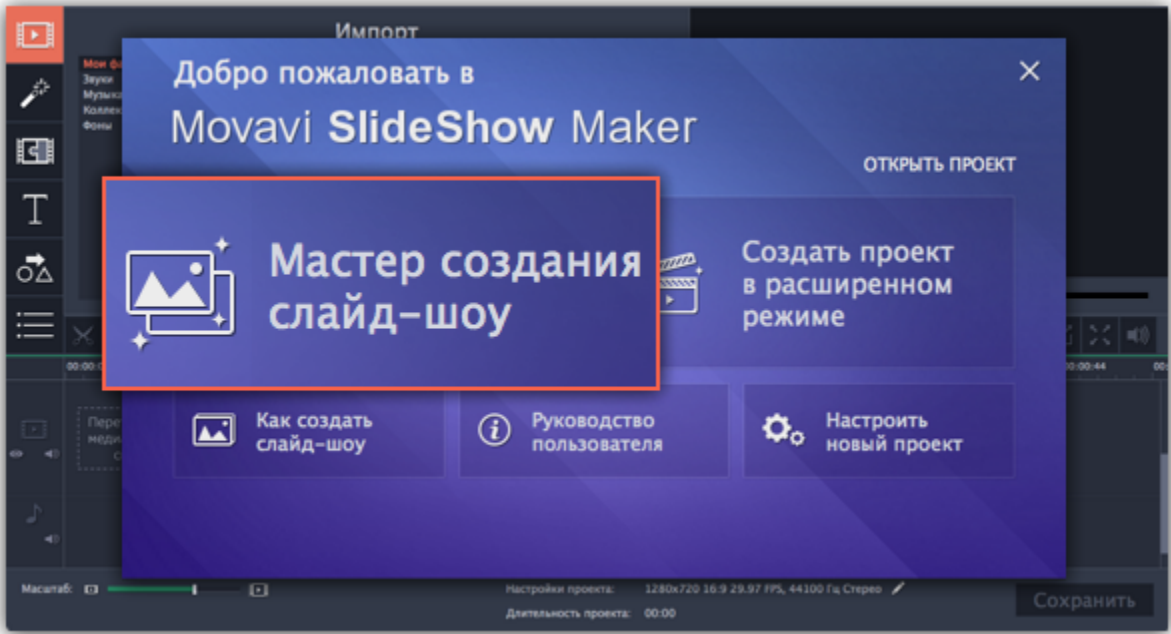 Импорт
Мои
Звуки
Фоны
Добро пожаловать в
Movavi SlideShow Maker
ОТКРЫТЬ ПРОЕКТ
Мастер создания
слайд-шоу
Создать проект
в расширенном
режиме
Как создать
слайд-шоу
Руководство
пользователя
Настроить
новый проект
00:00:44
Масштаб:
Настройки проекта: 1280x720 16:9 29.97 FPS, 44100 Гц Стерео
Длительность проекта: 00:00
Сохранить